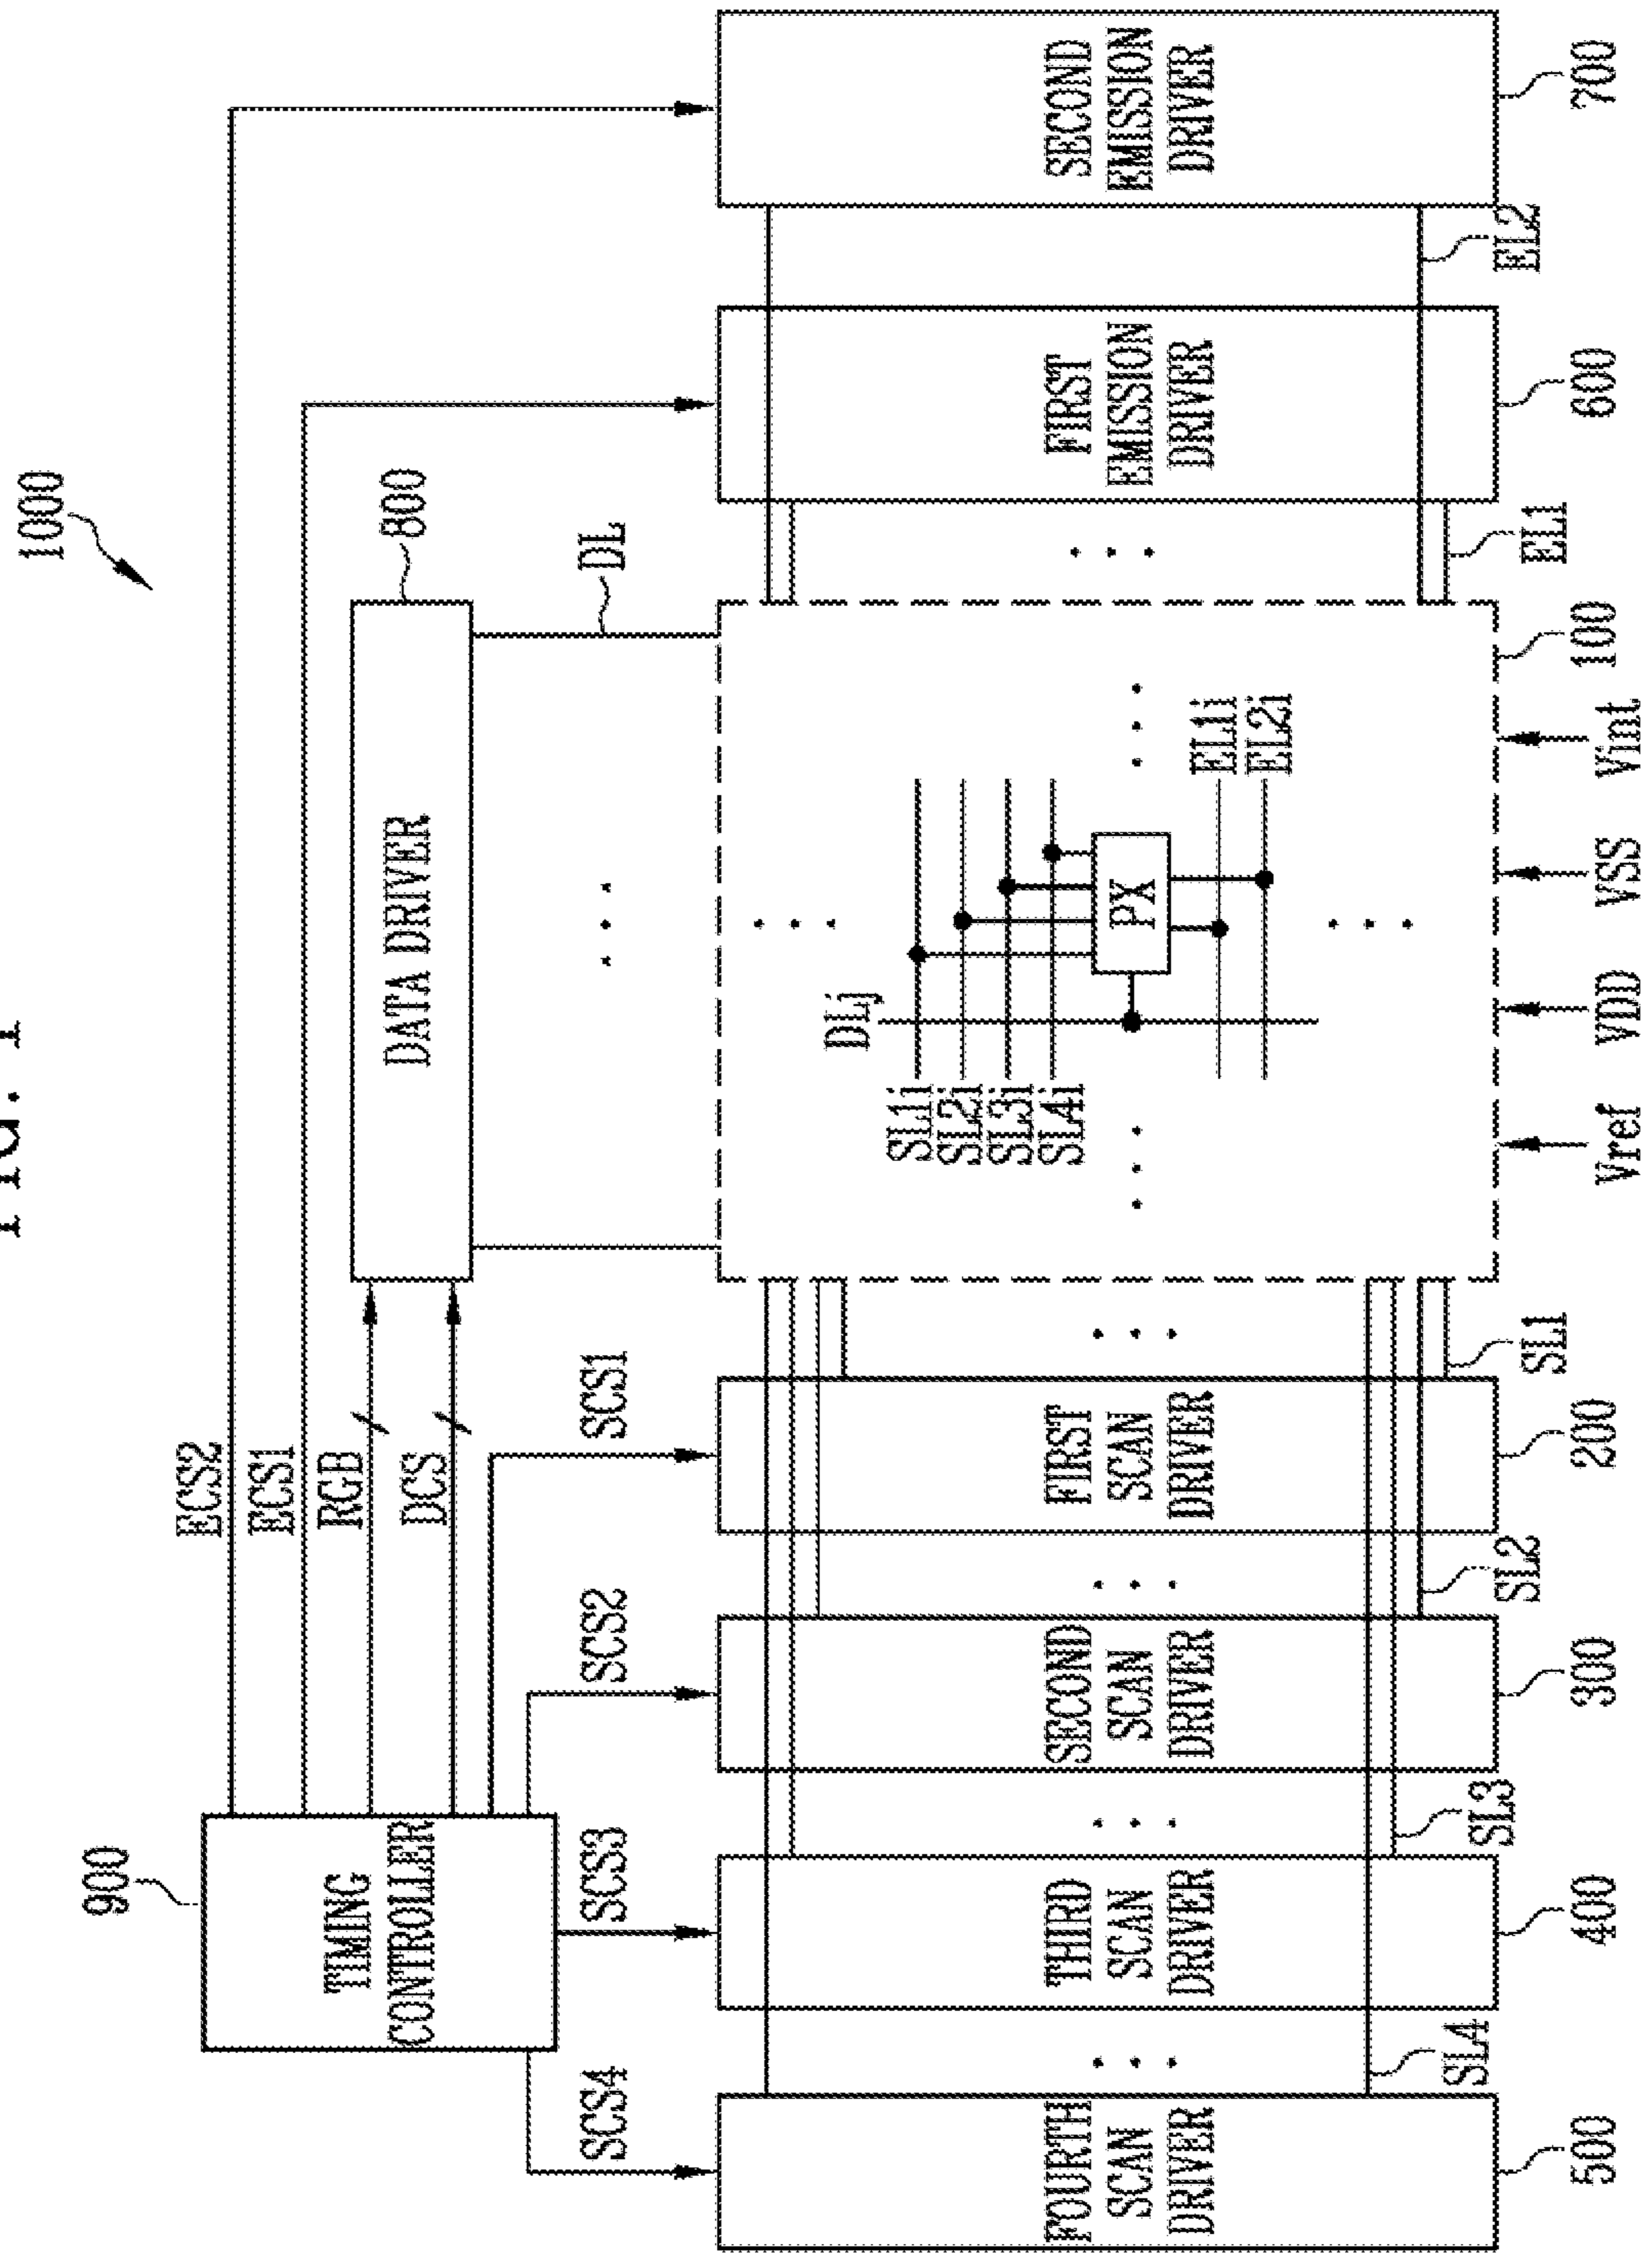 FIG. 1
1000
900
TIMING
CONTROLLER
ECS2
ECS1
RGB
DCS
800
DATA DRIVER
DL
SCS4
SCS3
SCS2
SCS1
FOURTH
SCAN
DRIVER
THIRD
SCAN
DRIVER
SECOND
SCAN
DRIVER
FIRST
SCAN
DRIVER
DLj
SL1i
SL2i
SL3i
SL4i
PX
EL1i
EL2i
FIRST
EMISSION
DRIVER
SECOND
EMISSION
DRIVER
SL4
SL3
SL2
SL1
EL1
EL2
500
400
300
200
100
600
700
Vref
VDD
VSS
Vint